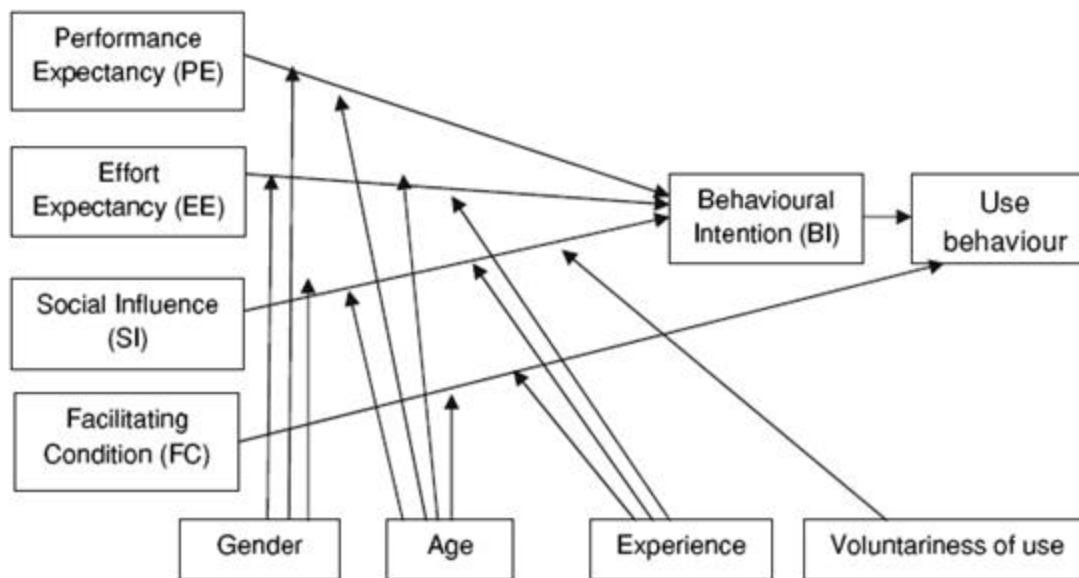 Performance
Expectancy (PE)
Effort
Expectancy (EE)
Social Influence
(SI)
Facilitating
Condition (FC)
Behavioural
Intention (BI)
Use
behaviour
Gender
Age
Experience
Voluntariness of use